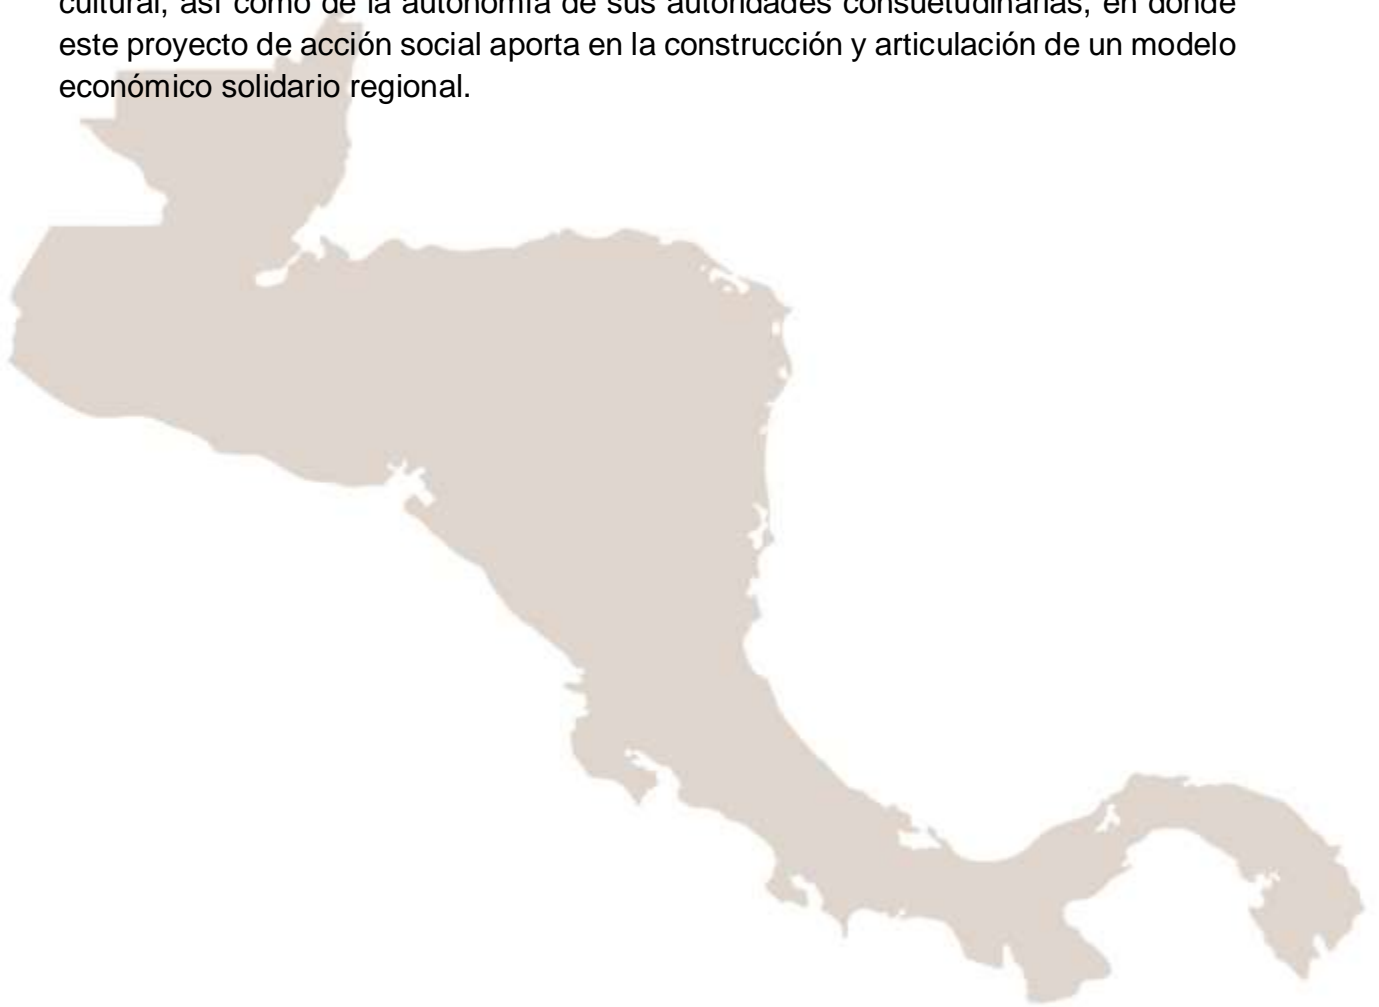 cultural, así como de la autonomía de sus autoridades consuetudinarias, en donde
este proyecto de acción social aporta en la construcción y articulación de un modelo
económico solidario regional.